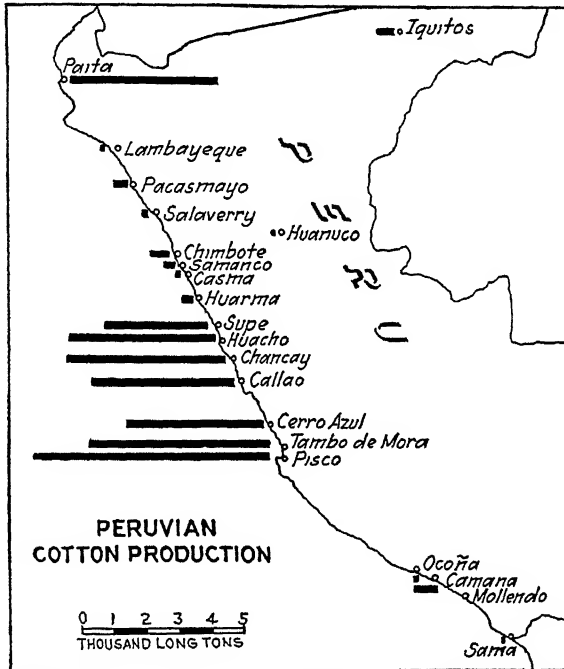 Iquitos
Paita
Lambayeque
Pacasmayo
Salaverry
Huanuco
Chimbote
Samanco
Casma
Huarma
Supe
Huacho
Chancay
Callao
Cerro Azul
Tambo de Mora
Pisco
PERU
PERUVIAN
COTTON PRODUCTION
0 1 2 3 4 5
THOUSAND LONG TONS
Ocoña
Camana
Mollendo
Sama